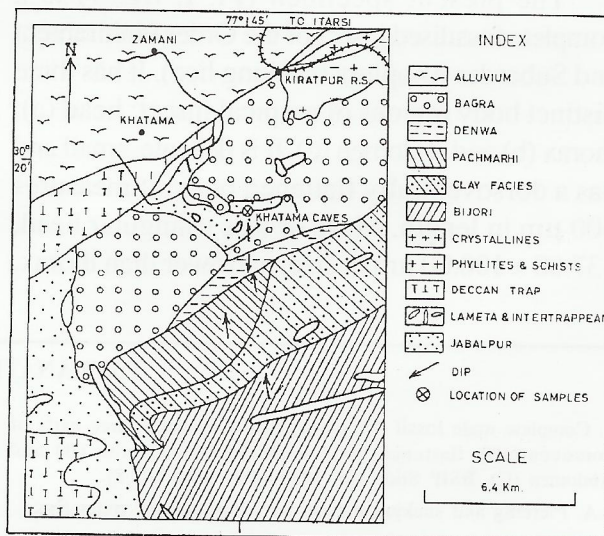 77° 45' TO ITARSI
ZAMANI
N
KIRATPUR R.S.
KHATAMA
30
20'
KHATAMA CAVES
INDEX
ALLUVIUM
BAGRA
DENWA
PACHMARHI
CLAY FACIES
BIJORI
CRYSTALLINES
PHYLLITES & SCHISTS
DECCAN TRAP
LAMETA & INTERTRAPPEAN
JABALPUR
DIP
LOCATION OF SAMPLES
SCALE
6.4 Km.